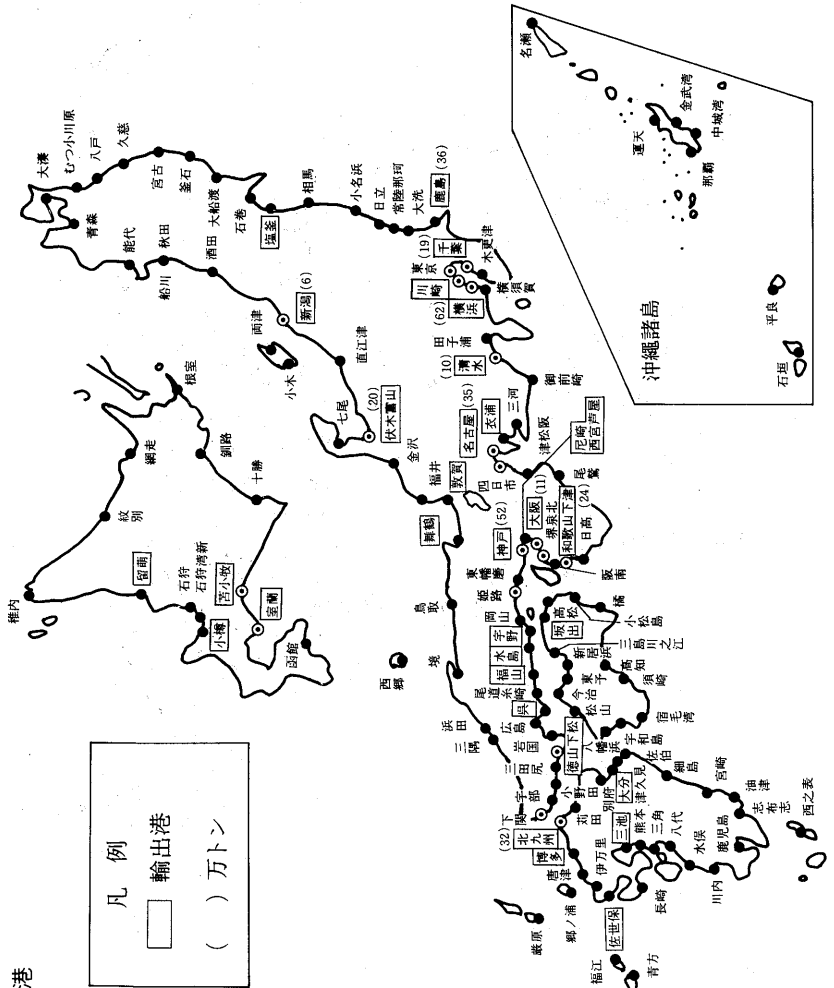 港
凡例
輸出港
( )万トン
稚内
紋別
網走
根室
釧路
十勝
留萌
石狩
石狩湾新
小樽
苫小牧
室蘭
函館
大湊
むつ小川原
八戸
久慈
宮古
釜石
大船渡
石巻
塩釜
相馬
小名浜
日立
常陸那珂
大洗
鹿島(36)
青森
能代
秋田
船川
酒田
新潟(6)
両津
小木
直江津
七尾
伏木富山(20)
金沢
福井
敦賀
舞鶴
鳥取
境
西郷
浜田
三隅
木更津
千葉(19)
東京
川崎
横浜(62)
横須賀
田子浦
清水(10)
御前崎
三河
衣浦
名古屋(35)
四日市
津松阪
尾鷲
尼崎
西宮芦屋
大阪(11)
堺泉北
和歌山下津(24)
日高
阪南
神戸(52)
東幡磨
姫路
岡山
宇野
水島
福山
尾道糸崎
呉
広島
岩国
徳山下松
三田尻
宇部
小野田
下関
高松
坂出
小松島
橘
三島川之江
新居浜
東予
今治
松山
高知
須崎
宿毛湾
宇和島
八幡浜
北九州(32)
博多
苅田
別府
大分
津久見
佐伯
細島
宮崎
油津
志布志
西之表
鹿児島
川内
水俣
八代
三角
熊本
三池
長崎
佐世保
伊万里
唐津
郷ノ浦
厳原
福江
青方
沖縄諸島
名瀬
運天
金武湾
中城湾
那覇
平良
石垣